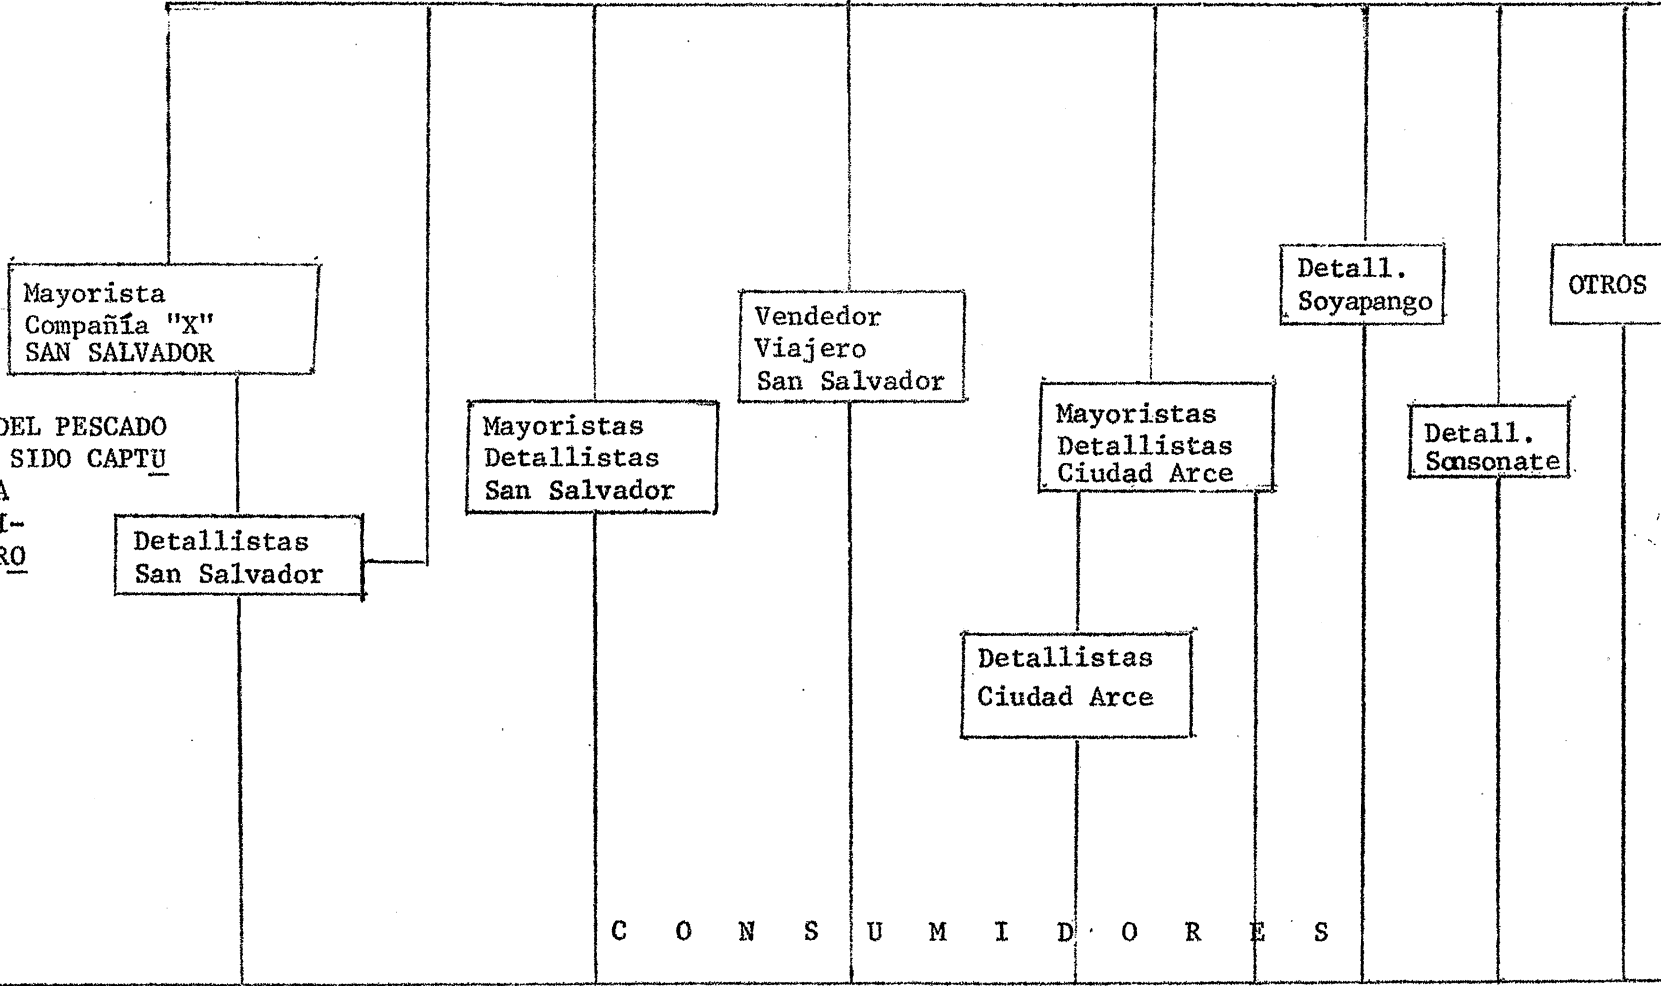 Mayorista
Compañía "X"
SAN SALVADOR
DEL PESCADO
SIDO CAPTU
A
I-
RO
Detallistas
San Salvador
Mayoristas
Detallistas
San Salvador
Vendedor
Viajero
San Salvador
Mayoristas
Detallistas
Ciudad Arce
Detallistas
Ciudad Arce
Detall.
Soyapango
Detall.
Sonsonate
OTROS
C O N S U M I D O R E S